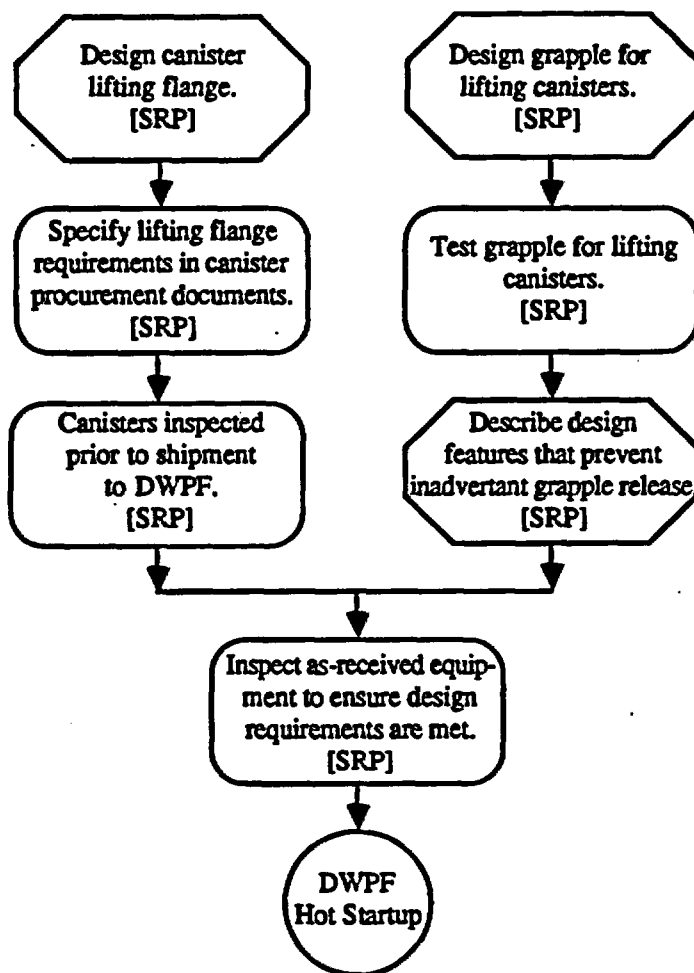 Design canister
lifting flange.
[SRP]
Design grapple for
lifting canisters.
[SRP]
Specify lifting flange
requirements in canister
procurement documents.
[SRP]
Test grapple for lifting
canisters.
[SRP]
Canisters inspected
prior to shipment
to DWPF.
[SRP]
Describe design
features that prevent
inadvertant grapple release.
[SRP]
Inspect as-received equip-
ment to ensure design
requirements are met.
[SRP]
DWPF
Hot Startup